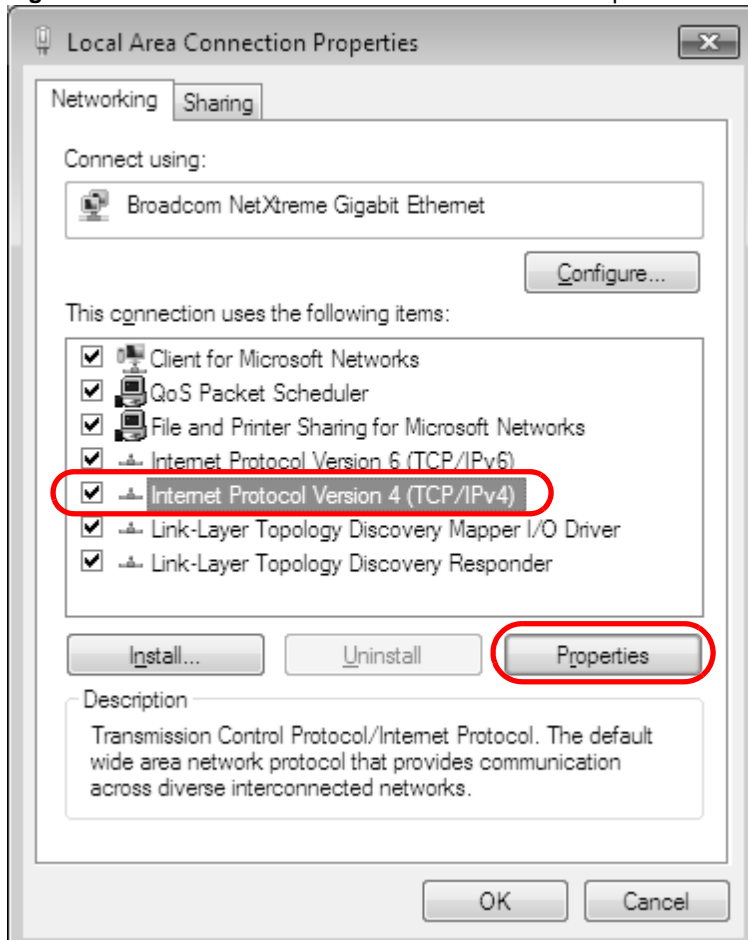 Local Area Connection Properties
Networking
Sharing
Connect using:
Broadcom NetXtreme Gigabit Ethernet
Configure...
This connection uses the following items:
Client for Microsoft Networks
QoS Packet Scheduler
File and Printer Sharing for Microsoft Networks
Internet Protocol Version 6 (TCP/IPv6)
Internet Protocol Version 4 (TCP/IPv4)
Link-Layer Topology Discovery Mapper I/O Driver
Link-Layer Topology Discovery Responder
Install...
Uninstall
Properties
Description
Transmission Control Protocol/Internet Protocol. The default
wide area network protocol that provides communication
across diverse interconnected networks.
OK
Cancel